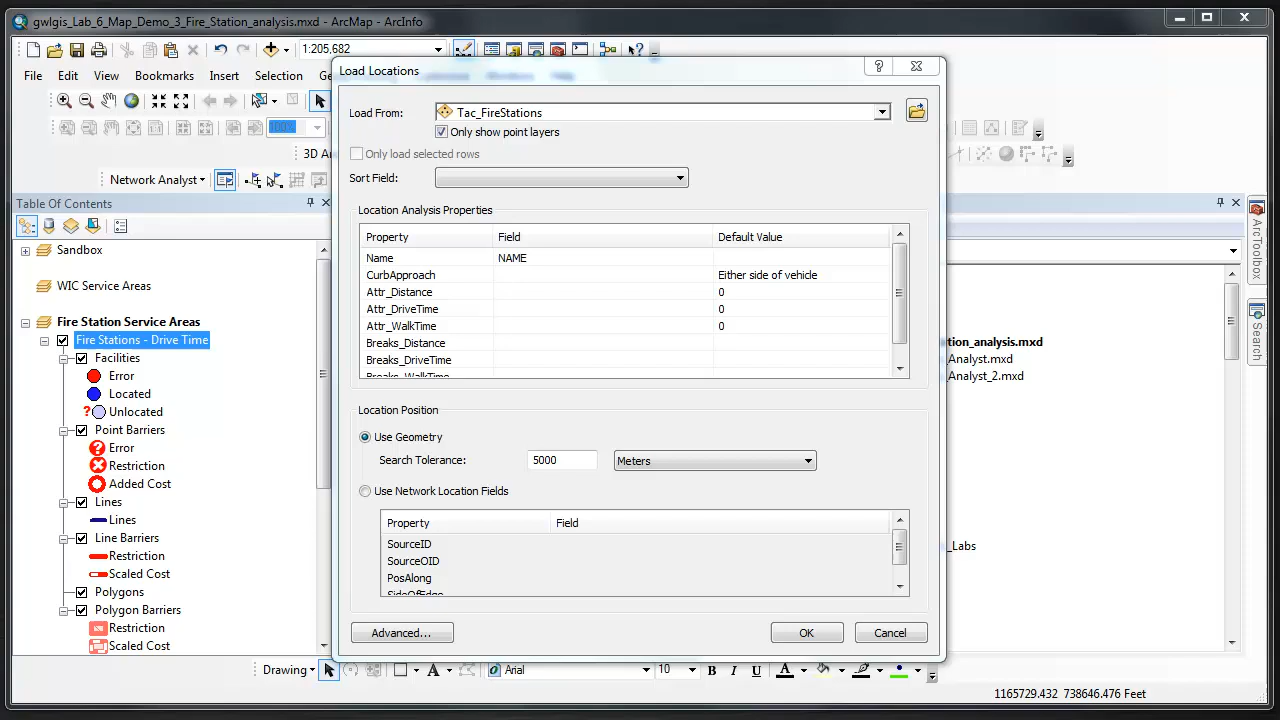 gwlgis_Lab_6_Map_Demo_3_Fire_Station_analysis.mxd - ArcMap - ArcInfo
1:205,682
File Edit View Bookmarks Insert Selection
Load Locations
Load From: Tac_FireStations
Only show point layers
Only load selected rows
Sort Field:
100%
3D
Network Analyst
Table Of Contents
Sandbox
WIC Service Areas
Fire Station Service Areas
Fire Stations - Drive Time
Facilities
Error
Located
Unlocated
Point Barriers
Error
Restriction
Added Cost
Lines
Lines
Line Barriers
Restriction
Scaled Cost
Polygons
Polygon Barriers
Restriction
Scaled Cost
Location Analysis Properties
Property Field Default Value
Name NAME
CurbApproach Either side of vehicle
Attr_Distance 0
Attr_DriveTime 0
Attr_WalkTime 0
Breaks_Distance
Breaks_DriveTime
Breaks_WalkTime
Location Position
Use Geometry
Search Tolerance: 5000 Meters
Use Network Location Fields
Property Field
SourceID
SourceOID
PosAlong
SideOfEdge
Advanced... OK Cancel
tion_analysis.mxd
_Analyst.mxd
_Analyst_2.mxd
_Labs
ArcToolbox
Search
Drawing A Arial 10 B I U A
1165729.432 738646.476 Feet